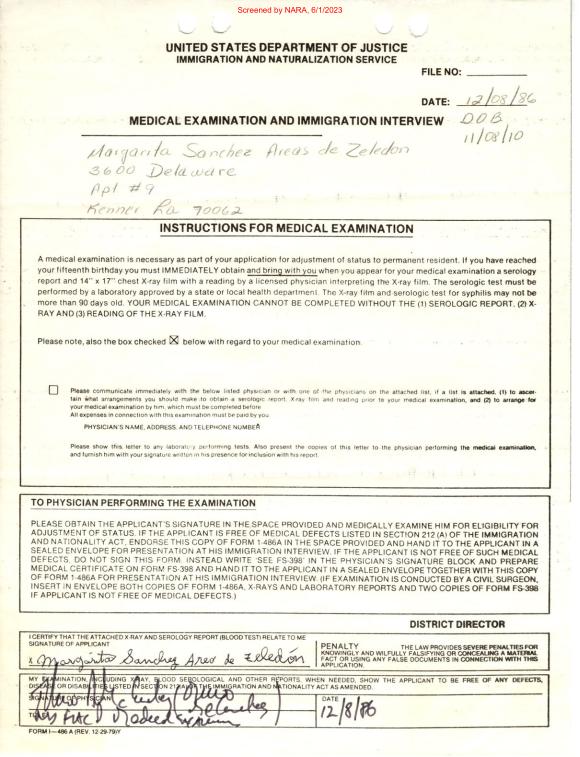 Screened by NARA, 6/1/2023
UNITED STATES DEPARTMENT OF JUSTICE
IMMIGRATION AND NATURALIZATION SERVICE
FILE NO:
DATE: 12/08/86
MEDICAL EXAMINATION AND IMMIGRATION INTERVIEW DOB
11/08/10
Margarita Sanchez Areas de Zeledon
3600 Delaware
Apt #9
Kenner La 70062
INSTRUCTIONS FOR MEDICAL EXAMINATION
A medical examination is necessary as part of your application for adjustment of status to permanent resident. If you have reached
your fifteenth birthday you must IMMEDIATELY obtain and bring with you when you appear for your medical examination a serology
report and 14" x 17" chest X-ray film with a reading by a licensed physician interpreting the X-ray film. The serologic test must be
performed by a laboratory approved by a state or local health department. The X-ray film and serologic test for syphilis may not be
more than 90 days old. YOUR MEDICAL EXAMINATION CANNOT BE COMPLETED WITHOUT THE (1) SEROLOGIC REPORT, (2) X-
RAY AND (3) READING OF THE X-RAY FILM.
Please note, also the box checked ☒ below with regard to your medical examination.
☐ Please communicate immediately with the below listed physician or with one of the physicians on the attached list, if a list is attached, (1) to ascer-
tain what arrangements you should make to obtain a serologic report, X-ray film and reading prior to your medical examination, and (2) to arrange for
your medical examination by him, which must be completed before
All expenses in connection with this examination must be paid by you.
PHYSICIAN'S NAME, ADDRESS, AND TELEPHONE NUMBER
Please show this letter to any laboratory performing tests. Also present the copies of this letter to the physician performing the medical examination,
and furnish him with your signature written in his presence for inclusion with his report.
TO PHYSICIAN PERFORMING THE EXAMINATION
PLEASE OBTAIN THE APPLICANT'S SIGNATURE IN THE SPACE PROVIDED AND MEDICALLY EXAMINE HIM FOR ELIGIBILITY FOR
ADJUSTMENT OF STATUS. IF THE APPLICANT IS FREE OF MEDICAL DEFECTS LISTED IN SECTION 212 (A) OF THE IMMIGRATION
AND NATIONALITY ACT, ENDORSE THIS COPY OF FORM 1-486A IN THE SPACE PROVIDED AND HAND IT TO THE APPLICANT IN A
SEALED ENVELOPE FOR PRESENTATION AT HIS IMMIGRATION INTERVIEW. IF THE APPLICANT IS NOT FREE OF SUCH MEDICAL
DEFECTS, DO NOT SIGN THIS FORM. INSTEAD WRITE 'SEE FS-398' IN THE PHYSICIAN'S SIGNATURE BLOCK AND PREPARE
MEDICAL CERTIFICATE ON FORM FS-398 AND HAND IT TO THE APPLICANT IN A SEALED ENVELOPE TOGETHER WITH THIS COPY
OF FORM 1-486A FOR PRESENTATION AT HIS IMMIGRATION INTERVIEW. (IF EXAMINATION IS CONDUCTED BY A CIVIL SURGEON,
INSERT IN ENVELOPE BOTH COPIES OF FORM 486A, X-RAYS AND LABORATORY REPORTS AND TWO COPIES OF FORM FS-398
IF APPLICANT IS NOT FREE OF MEDICAL DEFECTS.)
DISTRICT DIRECTOR
I CERTIFY THAT THE ATTACHED X-RAY AND SEROLOGY REPORT (BLOOD TEST) RELATE TO ME
SIGNATURE OF APPLICANT
x Margarita Sanchez Areas de Zeledón
PENALTY THE LAW PROVIDES SEVERE PENALTIES FOR
KNOWINGLY AND WILFULLY FALSIFYING OR CONCEALING A MATERIAL
FACT OR USING ANY FALSE DOCUMENTS IN CONNECTION WITH THIS
APPLICATION.
MY EXAMINATION, INCLUDING X-RAY, BLOOD SEROLOGICAL AND OTHER REPORTS, WHEN NEEDED, SHOW THE APPLICANT TO BE FREE OF ANY DEFECTS,
DISEASE OR DISABILITIES LISTED IN SECTION 212(A) OF THE IMMIGRATION AND NATIONALITY ACT AS AMENDED.
SIGNATURE OF PHYSICIAN
DATE
12/8/86
FORM I-486 A (REV. 12-29-79)Y